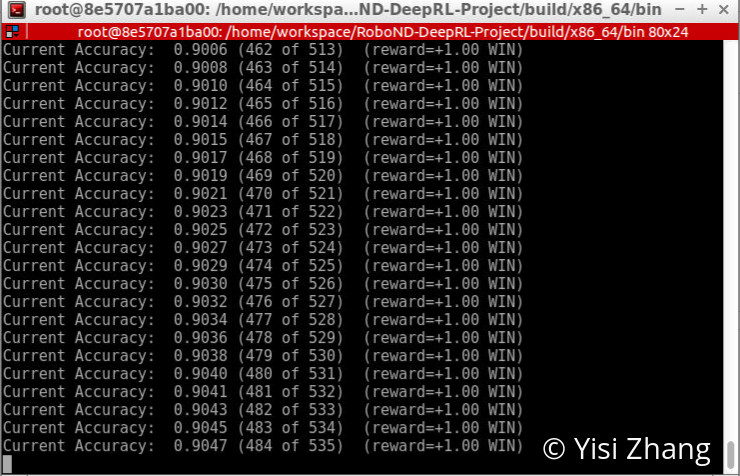 root@8e5707a1ba00: /home/workspa...ND-DeepRL-Project/build/x86_64/bin
root@8e5707a1ba00: /home/workspace/RoboND-DeepRL-Project/build/x86_64/bin 80x24
Current Accuracy:  0.9006 (462 of 513)  (reward=+1.00 WIN)
Current Accuracy:  0.9008 (463 of 514)  (reward=+1.00 WIN)
Current Accuracy:  0.9010 (464 of 515)  (reward=+1.00 WIN)
Current Accuracy:  0.9012 (465 of 516)  (reward=+1.00 WIN)
Current Accuracy:  0.9014 (466 of 517)  (reward=+1.00 WIN)
Current Accuracy:  0.9015 (467 of 518)  (reward=+1.00 WIN)
Current Accuracy:  0.9017 (468 of 519)  (reward=+1.00 WIN)
Current Accuracy:  0.9019 (469 of 520)  (reward=+1.00 WIN)
Current Accuracy:  0.9021 (470 of 521)  (reward=+1.00 WIN)
Current Accuracy:  0.9023 (471 of 522)  (reward=+1.00 WIN)
Current Accuracy:  0.9025 (472 of 523)  (reward=+1.00 WIN)
Current Accuracy:  0.9027 (473 of 524)  (reward=+1.00 WIN)
Current Accuracy:  0.9029 (474 of 525)  (reward=+1.00 WIN)
Current Accuracy:  0.9030 (475 of 526)  (reward=+1.00 WIN)
Current Accuracy:  0.9032 (476 of 527)  (reward=+1.00 WIN)
Current Accuracy:  0.9034 (477 of 528)  (reward=+1.00 WIN)
Current Accuracy:  0.9036 (478 of 529)  (reward=+1.00 WIN)
Current Accuracy:  0.9038 (479 of 530)  (reward=+1.00 WIN)
Current Accuracy:  0.9040 (480 of 531)  (reward=+1.00 WIN)
Current Accuracy:  0.9041 (481 of 532)  (reward=+1.00 WIN)
Current Accuracy:  0.9043 (482 of 533)  (reward=+1.00 WIN)
Current Accuracy:  0.9045 (483 of 534)  (reward=+1.00 WIN)
Current Accuracy:  0.9047 (484 of 535)  (reward=+1.00 WIN)
© Yisi Zhang